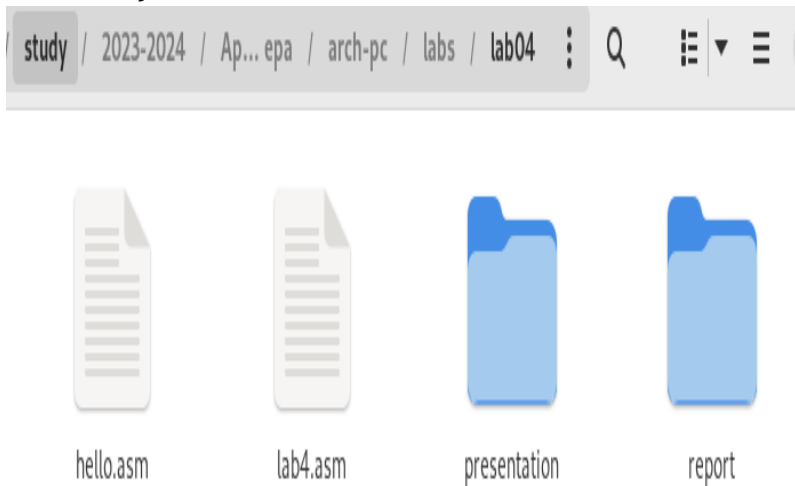 / study / 2023-2024 / Ap... epa / arch-pc / labs / lab04
hello.asm lab4.asm presentation report